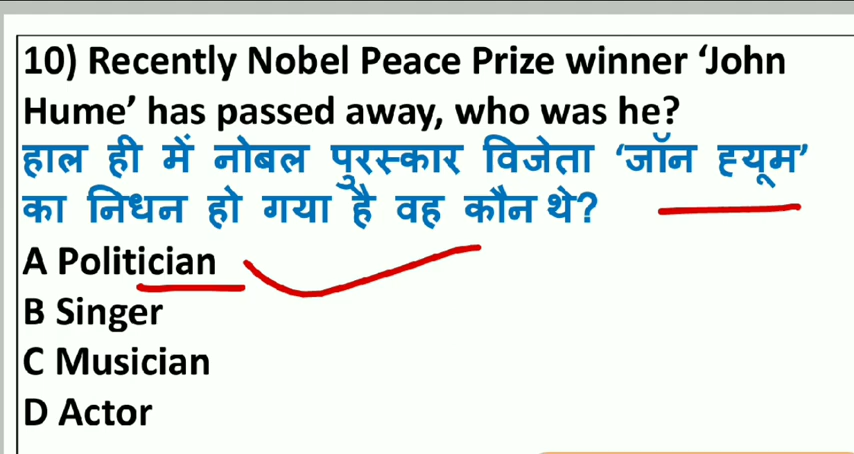 10) Recently Nobel Peace Prize winner ‘John
Hume’ has passed away, who was he?
हाल ही में नोबल पुरस्कार विजेता ‘जॉन ह्यूम’
का निधन हो गया है वह कौन थे?
A Politician
B Singer
C Musician
D Actor